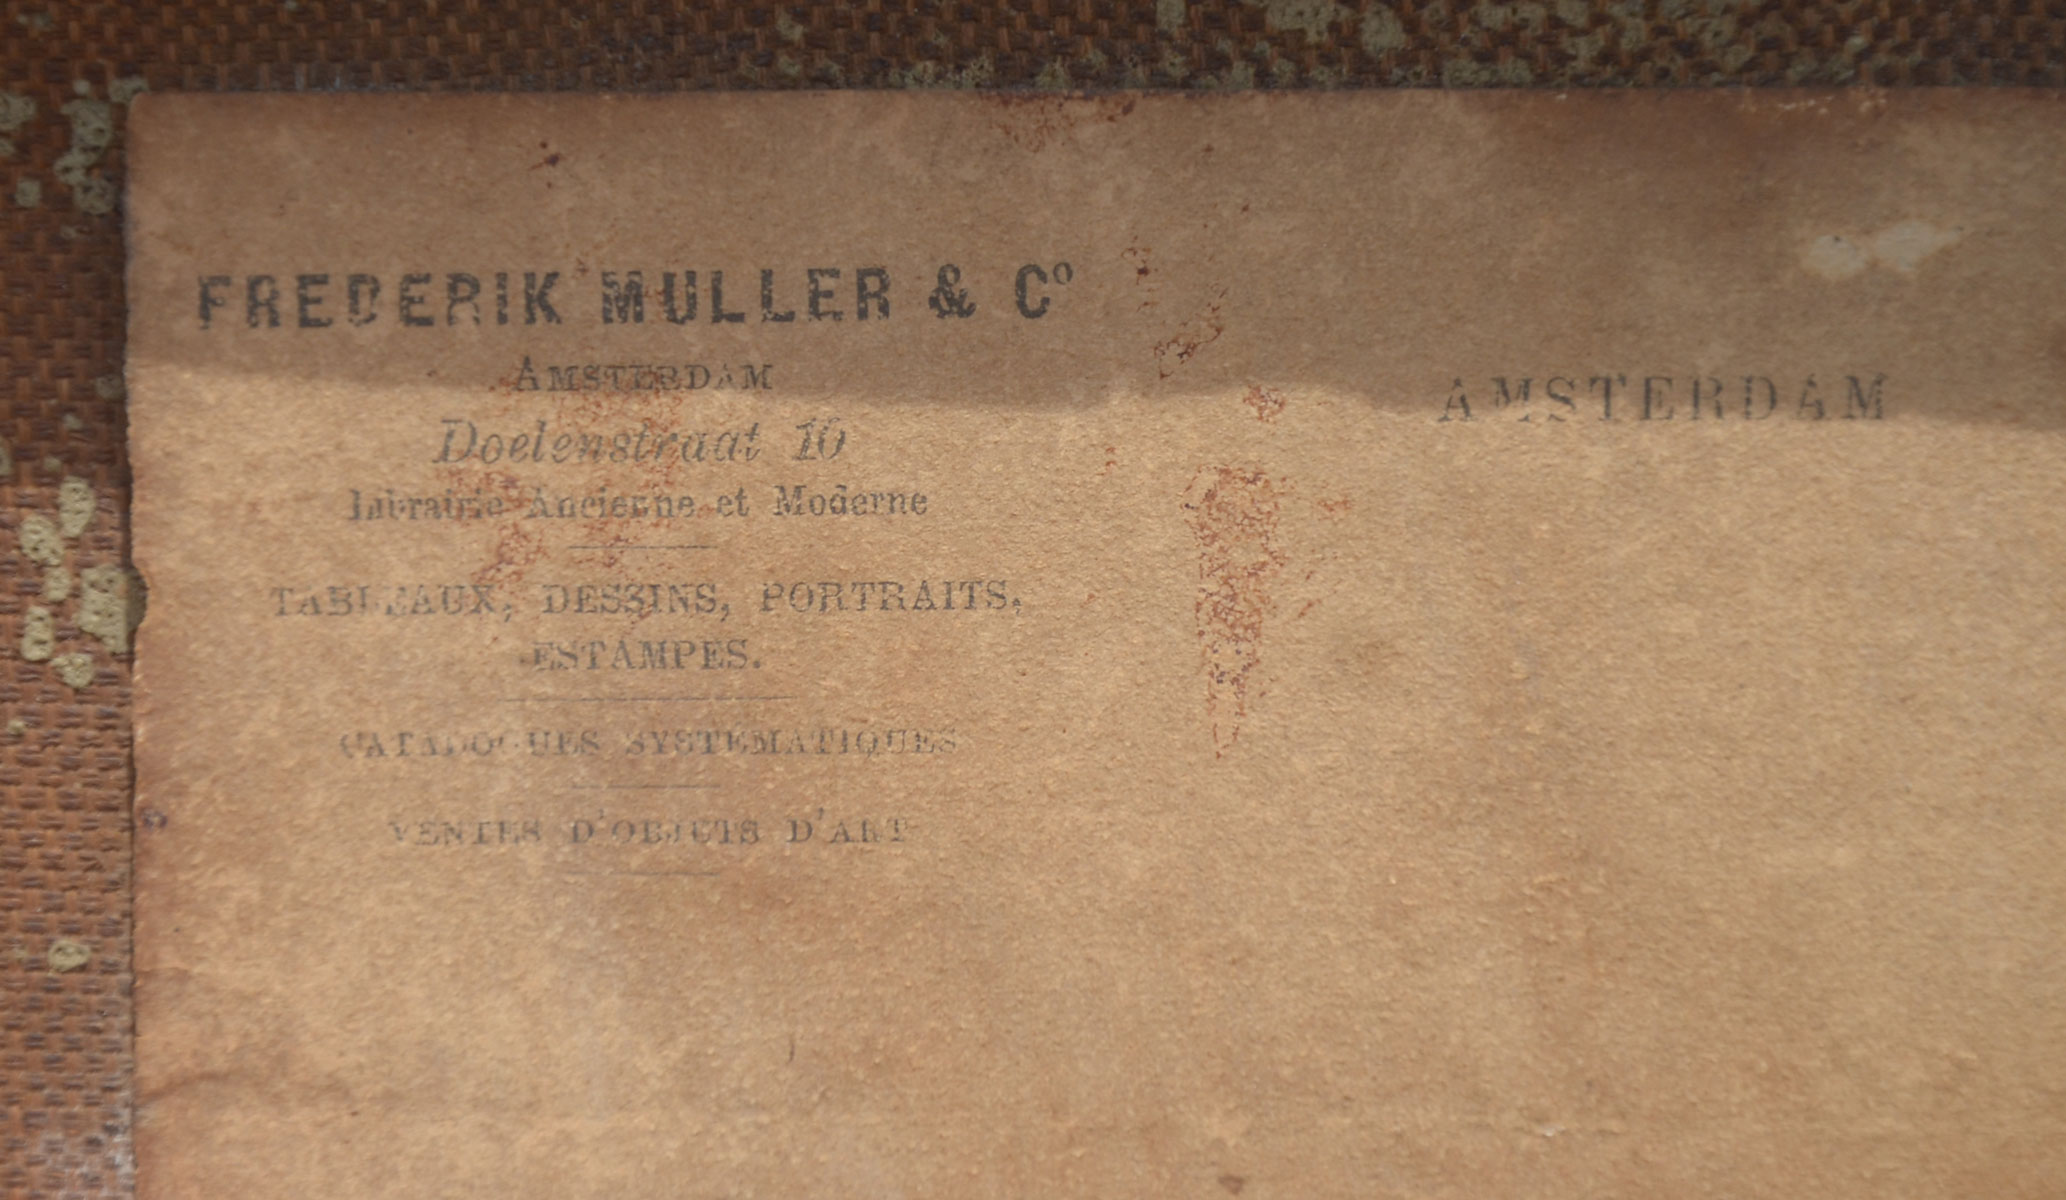 FREDERIK MULLER & Cº
AMSTERDAM
Doelenstraat 10
Librairie Ancienne et Moderne
TABLEAUX, DESSINS, PORTRAITS,
ESTAMPES.
CATALOGUES SYSTEMATIQUES
VENTES D'OBJETS D'ART
AMSTERDAM